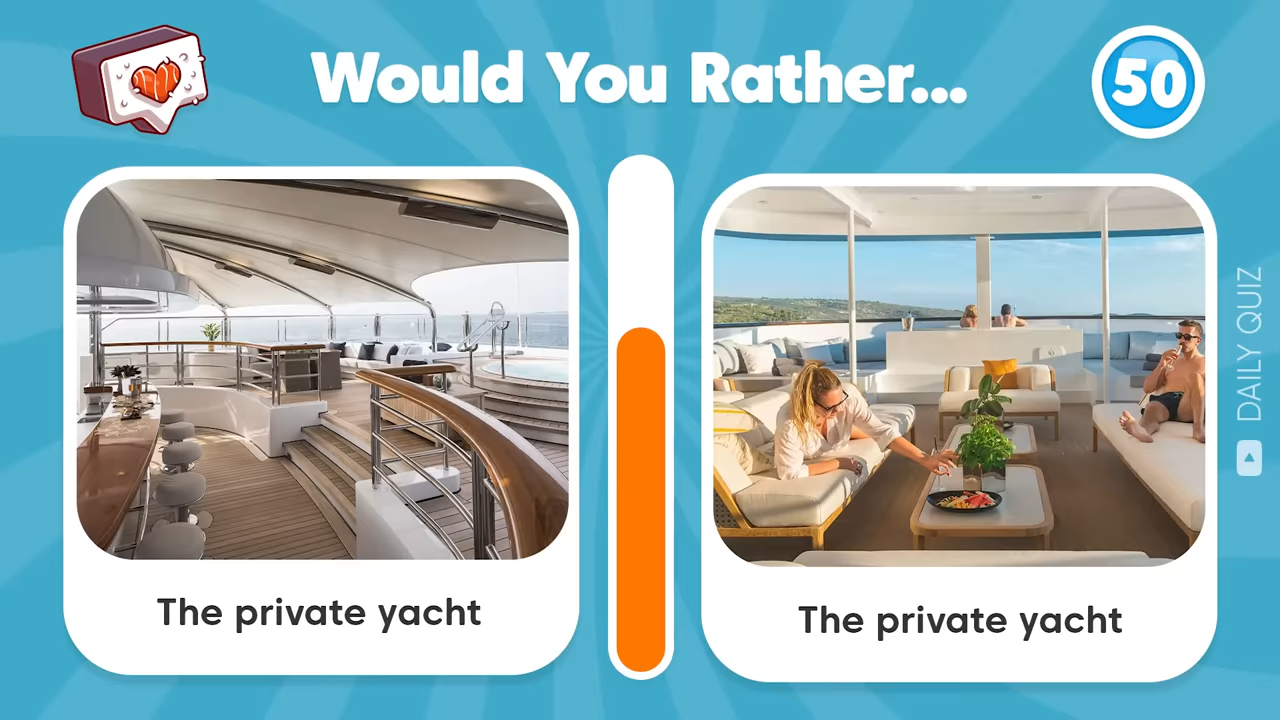 Would You Rather...
50
The private yacht
The private yacht
DAILY QUIZ